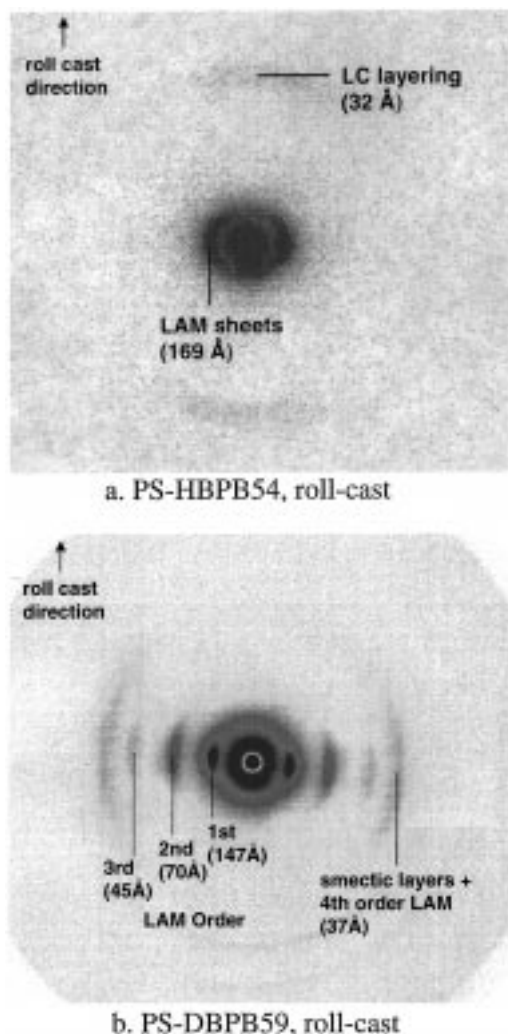 roll cast
direction
LC layering
(32 Å)
LAM sheets
(169 Å)
a. PS-HBPB54, roll-cast
roll cast
direction
1st
(147Å)
2nd
(70Å)
3rd
(45Å)
LAM Order
smectic layers +
4th order LAM
(37Å)
b. PS-DBPB59, roll-cast